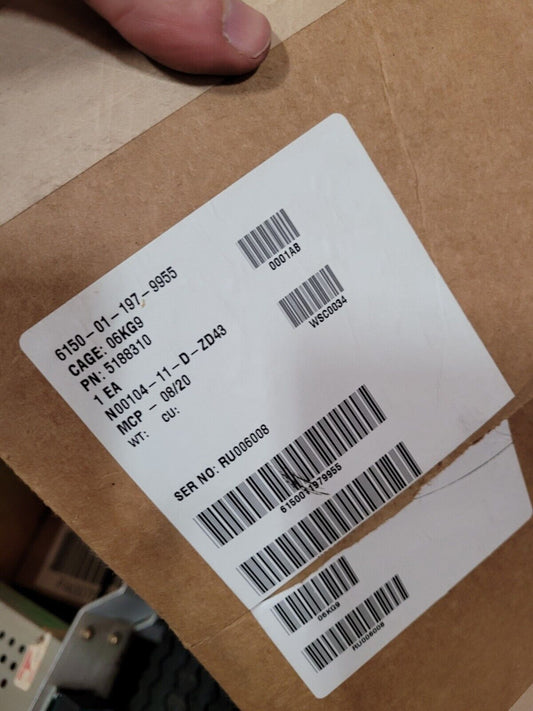 6150-01-197-9955
CAGE: 06KG9
PN: 5188310
1 EA
N00104-11-D-ZD43
MCP - 08/20
WT: CU:
D001AB
WSC0034
SER NO: RU006008
6150011979955
06KG9
RU006008